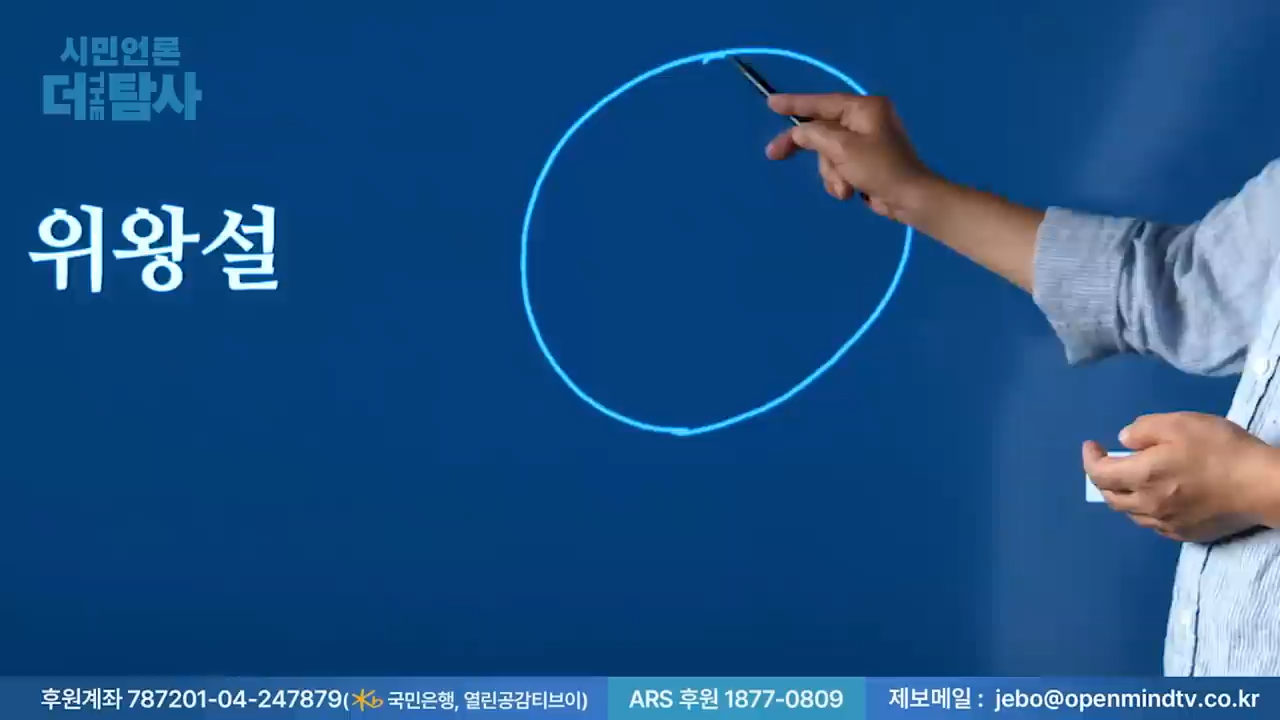 시민언론
더탐사
위왕설
후원계좌 787201-04-247879(국민은행, 열린공감티브이)
ARS 후원 1877-0809
제보메일 : jebo@openmindtv.co.kr